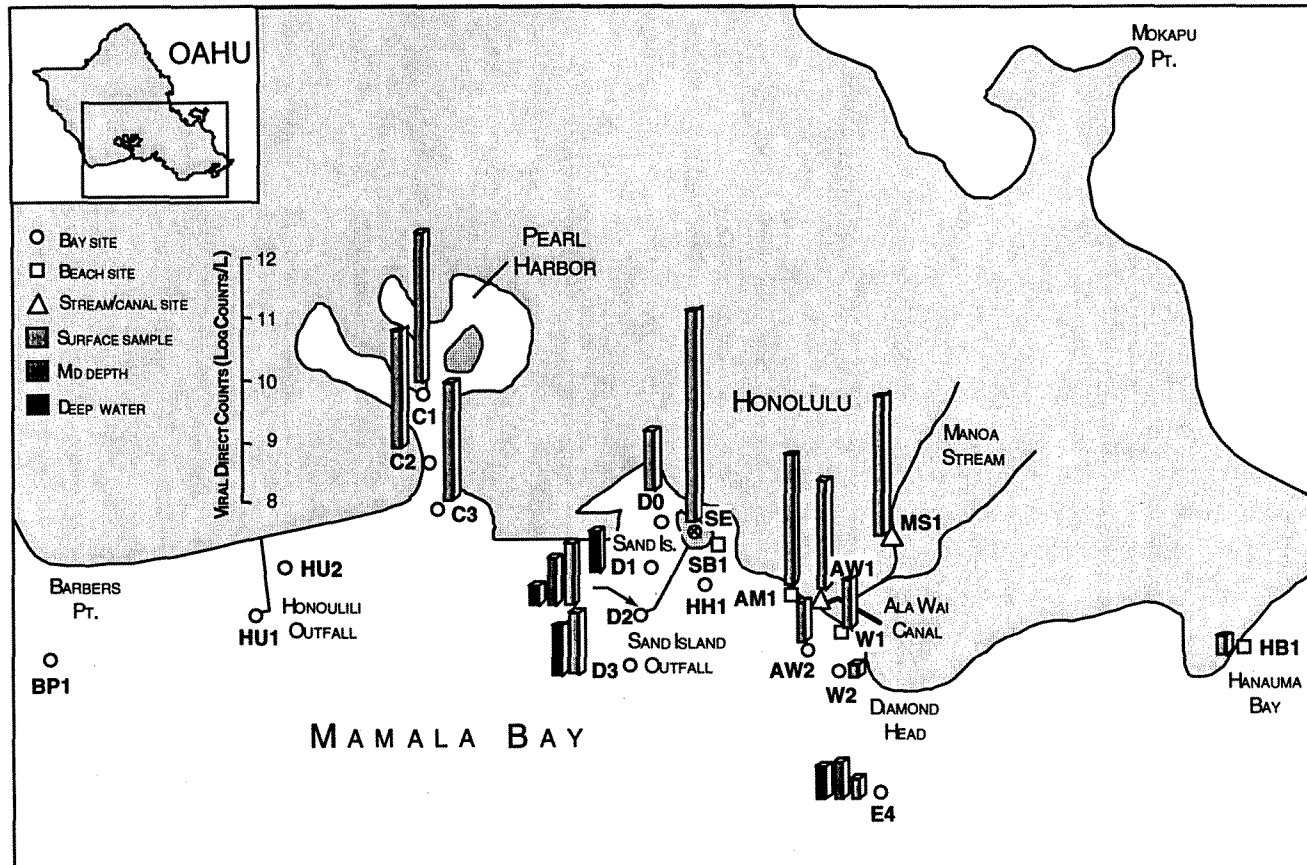 OAHU
MOKAPU
PT.
BAY SITE
BEACH SITE
STREAM/CANAL SITE
SURFACE SAMPLE
MID DEPTH
DEEP WATER
VIRAL DIRECT COUNTS (LOG COUNTS/L)
12
11
10
9
8
PEARL
HARBOR
C1
C2
C3
HONOLULU
MANOA
STREAM
D0
SE
MS1
SAND IS.
D1
SB1
AW1
BARBERS
PT.
HU2
HONOULILI
OUTFALL
HU1
D2
HH1
AM1
ALA WAI
CANAL
W1
SAND ISLAND
OUTFALL
D3
AW2
W2
HB1
HANAUMA
BAY
BP1
DIAMOND
HEAD
MAMALA BAY
E4